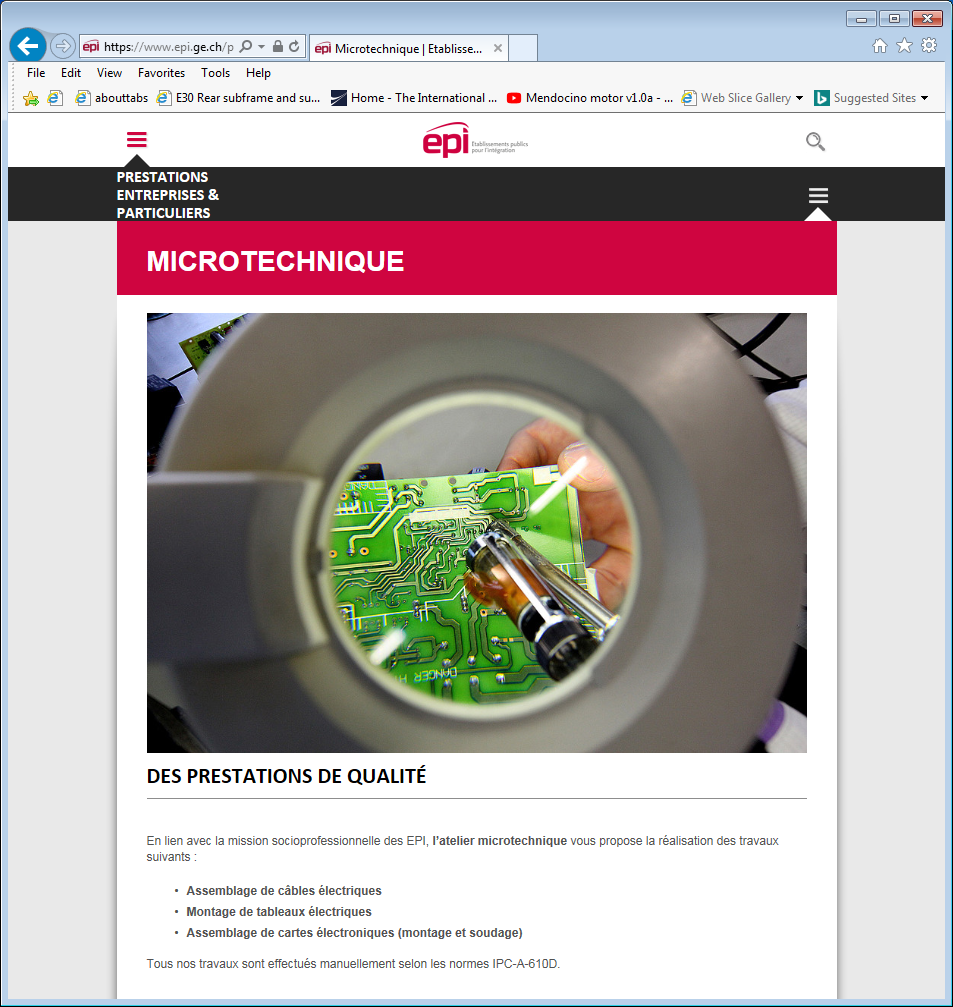 https://www.epi.ge.ch/p
epi Microtechnique | Etablisse...
File Edit View Favorites Tools Help
abouttabs E30 Rear subframe and su... Home - The International ... Mendocino motor v1.0a - ... Web Slice Gallery Suggested Sites
epi Etablissements publics
pour l'intégration
PRESTATIONS
ENTREPRISES &
PARTICULIERS
MICROTECHNIQUE
DANGER H
DES PRESTATIONS DE QUALITÉ
En lien avec la mission socioprofessionnelle des EPI, l’atelier microtechnique vous propose la réalisation des travaux
suivants :
• Assemblage de câbles électriques
• Montage de tableaux électriques
• Assemblage de cartes électroniques (montage et soudage)
Tous nos travaux sont effectués manuellement selon les normes IPC-A-610D.